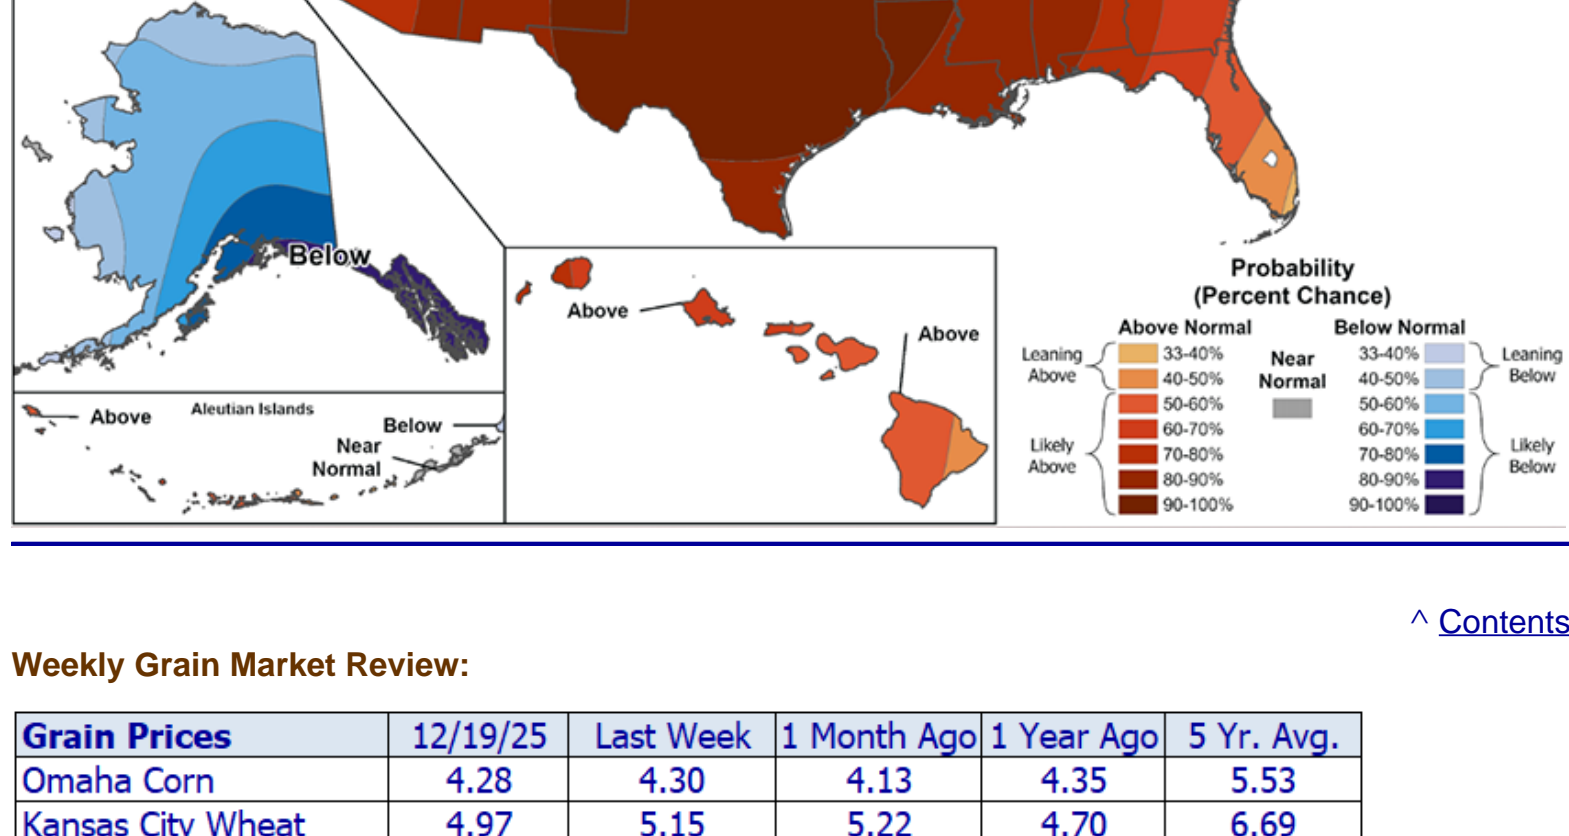 Below
Above
Above
Above
Aleutian Islands
Below
Near
Normal
Probability
(Percent Chance)
Above Normal
Below Normal
Leaning
Above
33-40%
40-50%
Likely
Above
50-60%
60-70%
70-80%
80-90%
90-100%
Near
Normal
33-40%
40-50%
Leaning
Below
50-60%
60-70%
70-80%
80-90%
90-100%
Likely
Below
^ Contents
Weekly Grain Market Review:
Grain Prices 12/19/25 Last Week 1 Month Ago 1 Year Ago 5 Yr. Avg.
Omaha Corn 4.28 4.30 4.13 4.35 5.53
Kansas City Wheat 4.97 5.15 5.22 4.70 6.69